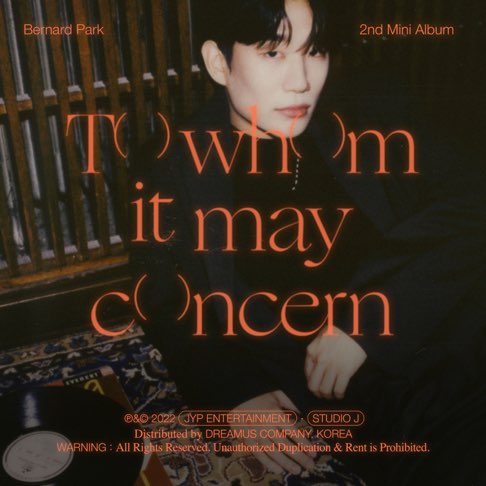 Bernard Park
2nd Mini Album
T( ) wh( )m
it may
c( )ncern
℗&© 2022 JYP ENTERTAINMENT · STUDIO J
Distributed by DREAMUS COMPANY, KOREA
WARNING : All Rights Reserved. Unauthorized Duplication & Rent is Prohibited.